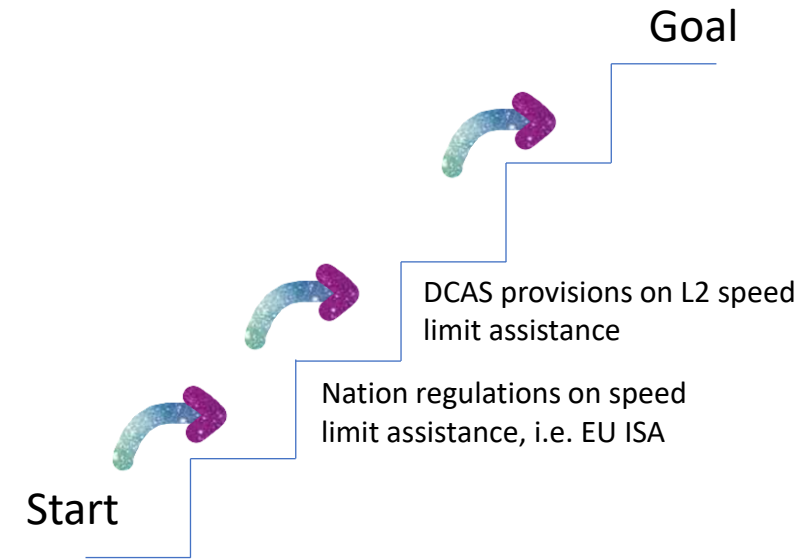 Goal
DCAS provisions on L2 speed
limit assistance
Nation regulations on speed
limit assistance, i.e. EU ISA
Start